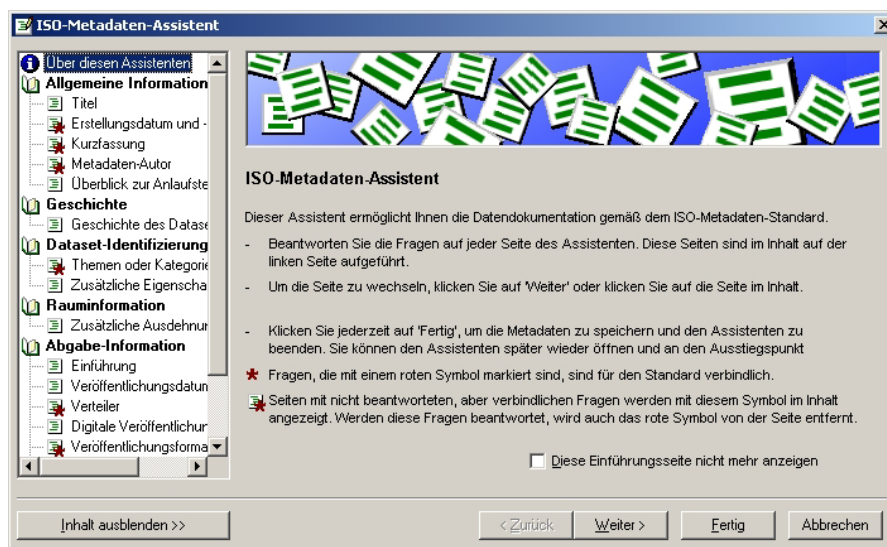 ISO-Metadaten-Assistent
Über diesen Assistenten
Allgemeine Information
Titel
Erstellungsdatum und -
Kurzfassung
Metadaten-Autor
Überblick zur Anlaufste
Geschichte
Geschichte des Datase
Dataset-Identifizierung
Themen oder Kategorie
Zusätzliche Eigenscha
Rauminformation
Zusätzliche Ausdehnur
Abgabe-Information
Einführung
Veröffentlichungsdatun
Verteiler
Digitale Veröffentlichur
Veröffentlichungsforma
ISO-Metadaten-Assistent
Dieser Assistent ermöglicht Ihnen die Datendokumentation gemäß dem ISO-Metadaten-Standard.
- Beantworten Sie die Fragen auf jeder Seite des Assistenten. Diese Seiten sind im Inhalt auf der
linken Seite aufgeführt.
- Um die Seite zu wechseln, klicken Sie auf 'Weiter' oder klicken Sie auf die Seite im Inhalt.
- Klicken Sie jederzeit auf 'Fertig', um die Metadaten zu speichern und den Assistenten zu
beenden. Sie können den Assistenten später wieder öffnen und an den Ausstiegspunkt
* Fragen, die mit einem roten Symbol markiert sind, sind für den Standard verbindlich.
Seiten mit nicht beantworteten, aber verbindlichen Fragen werden mit diesem Symbol im Inhalt
angezeigt. Werden diese Fragen beantwortet, wird auch das rote Symbol von der Seite entfernt.
Diese Einführungsseite nicht mehr anzeigen
Inhalt ausblenden >>
< Zurück
Weiter >
Fertig
Abbrechen